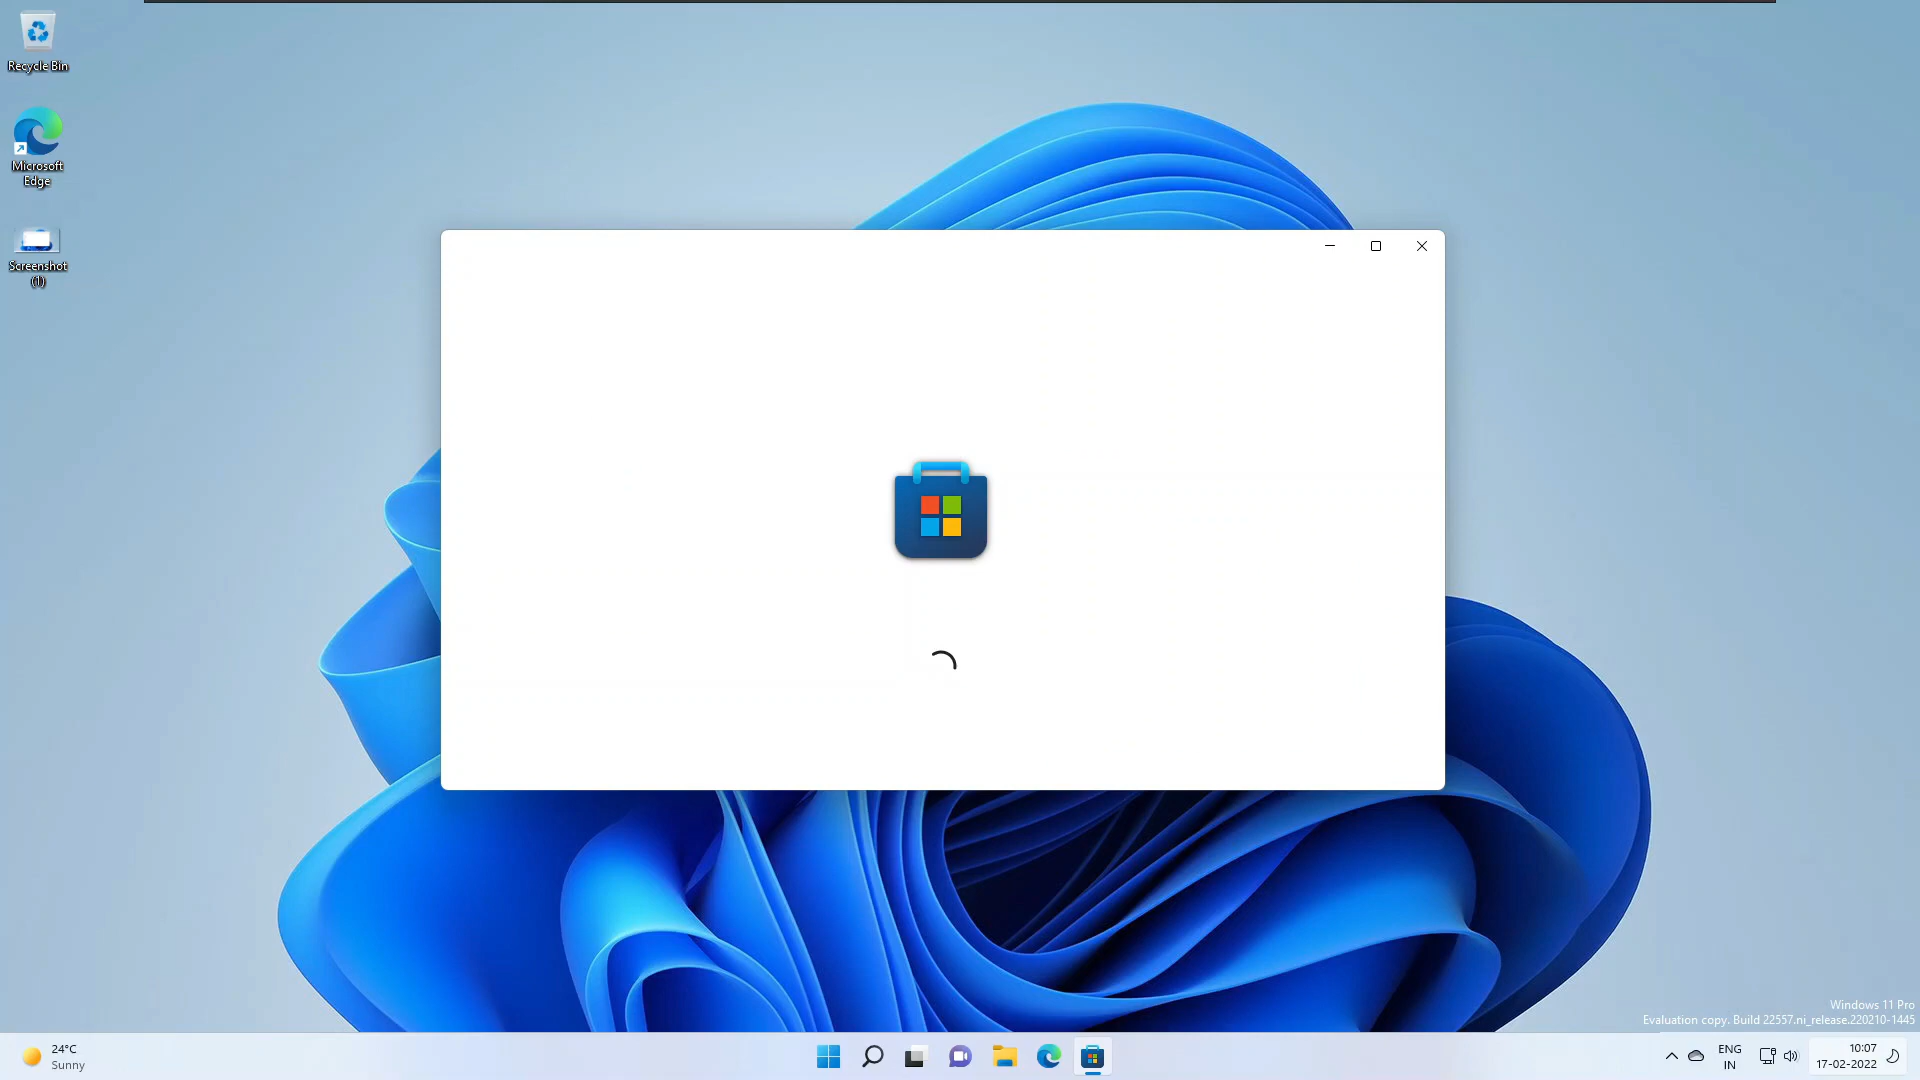 Recycle Bin
Microsoft
Edge
Screenshot
(1)
Windows 11 Pro
Evaluation copy. Build 22557.ni_release.220210-1445
24°C
Sunny
ENG
IN
10:07
17-02-2022